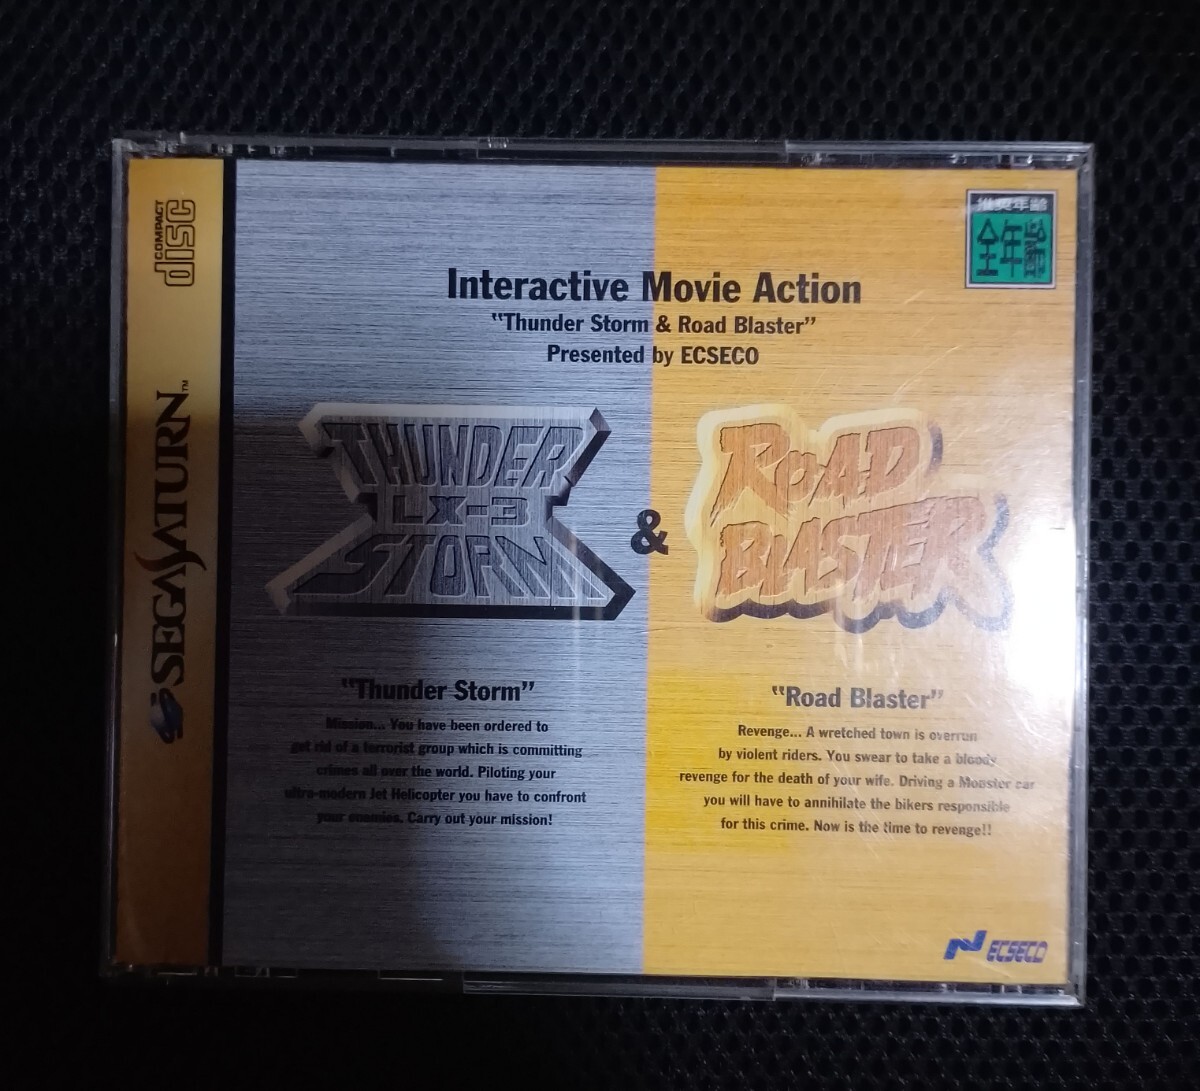 COMPACT
disc
SEGA SATURN™
推奨年齢
全年齢
Interactive Movie Action
"Thunder Storm & Road Blaster"
Presented by ECSECO
THUNDER
LX-3
STORM
&
ROAD
BLASTER
"Thunder Storm"
Mission... You have been ordered to
get rid of a terrorist group which is committing
crimes all over the world. Piloting your
ultra-modern Jet Helicopter you have to confront
your enemies. Carry out your mission!
"Road Blaster"
Revenge... A wretched town is overrun
by violent riders. You swear to take a bloody
revenge for the death of your wife. Driving a Monster car
you will have to annihilate the bikers responsible
for this crime. Now is the time to revenge!!
ECSECO